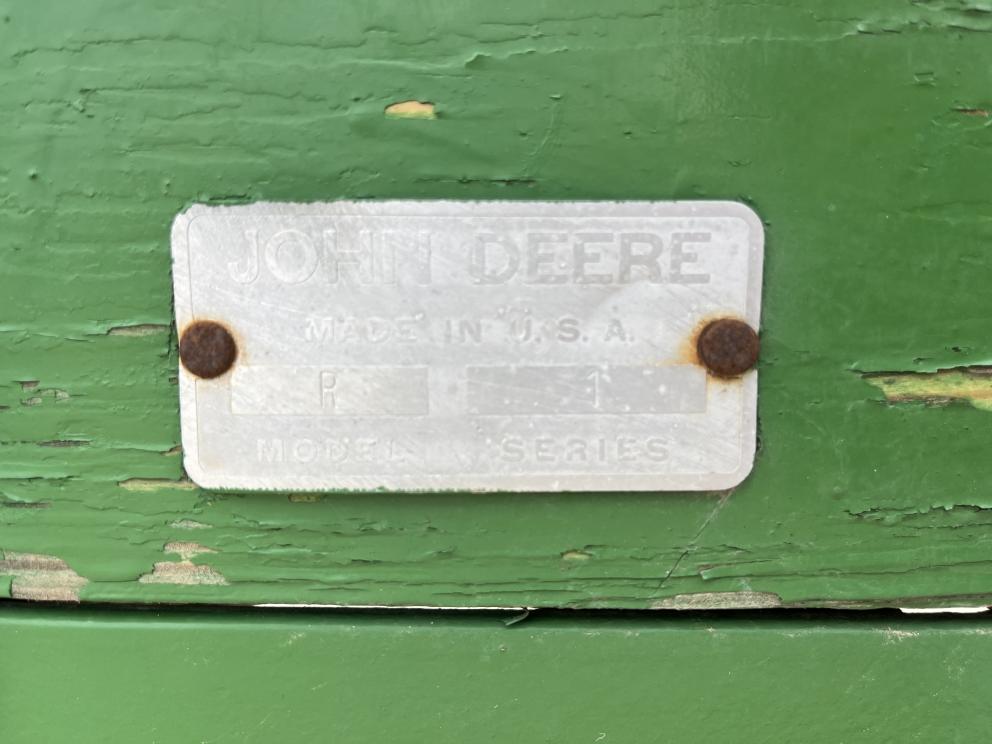 JOHN DEERE
MADE IN U.S.A.
R 1
MODEL SERIES